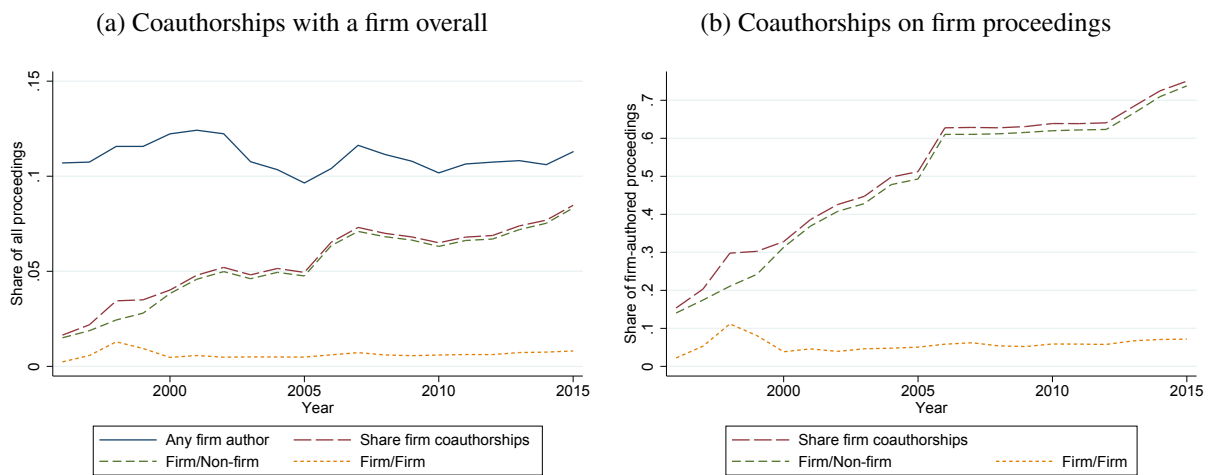 (a) Coauthorships with a firm overall
Share of all proceedings
.15
.1
.05
0
2000 2005 2010 2015
Year
Any firm author Share firm coauthorships
Firm/Non-firm Firm/Firm
(b) Coauthorships on firm proceedings
Share of firm-authored proceedings
.7
.6
.5
.4
.3
.2
.1
0
2000 2005 2010 2015
Year
Share firm coauthorships
Firm/Non-firm Firm/Firm